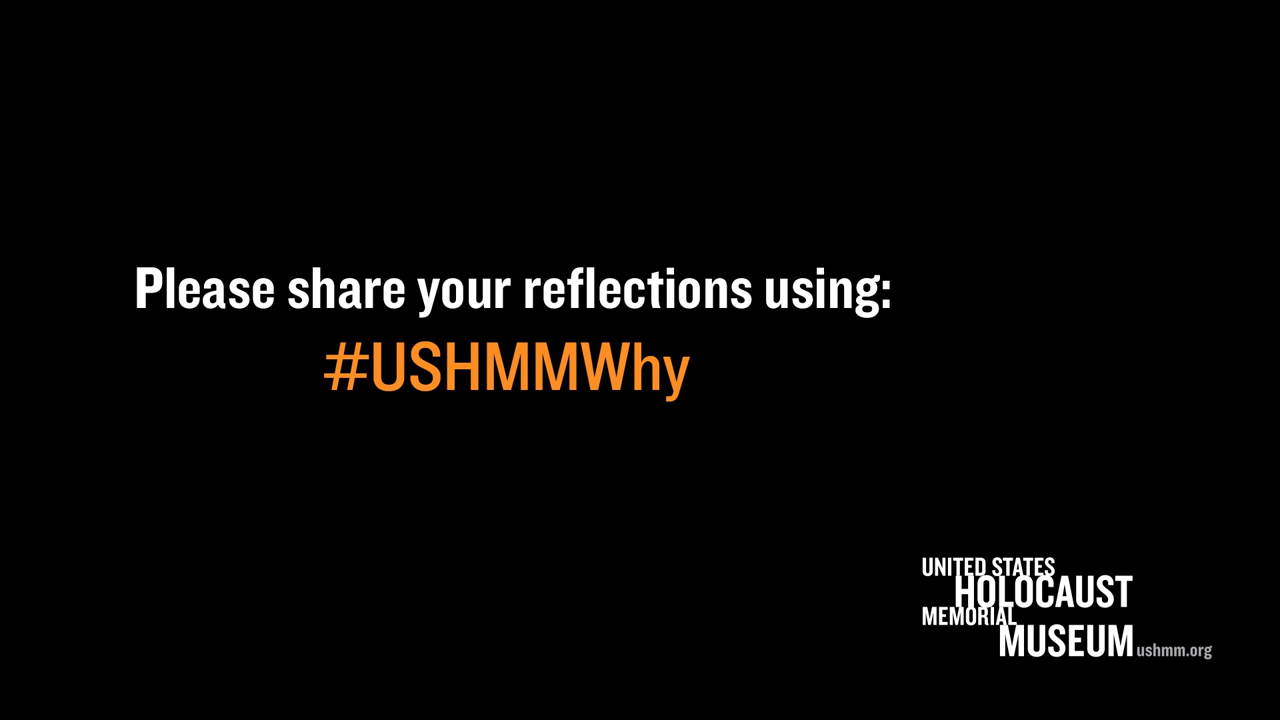 Please share your reflections using:
#USHMMWhy
UNITED STATES
HOLOCAUST
MEMORIAL
MUSEUM ushmm.org